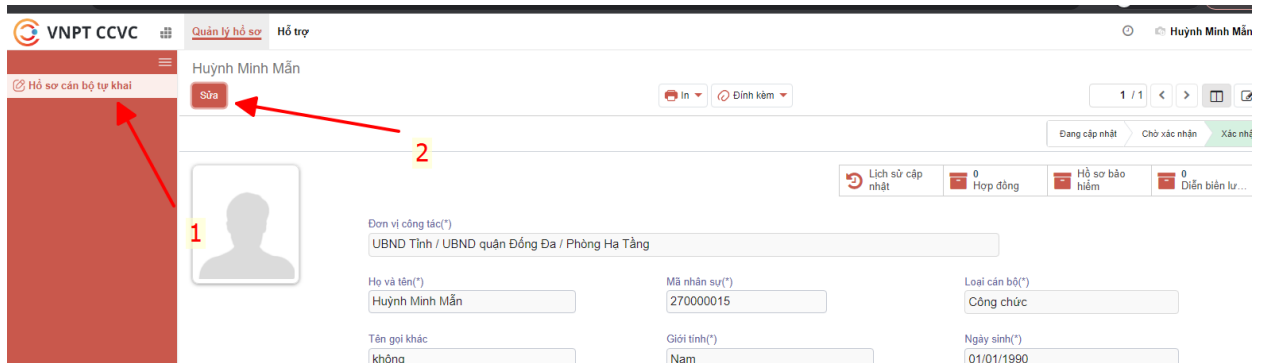 VNPT CCVC
Quản lý hồ sơ
Hỗ trợ
Huỳnh Minh Mẫn
Hồ sơ cán bộ tự khai
Huỳnh Minh Mẫn
Sửa
In
Đính kèm
1 / 1
2
Đang cập nhật
Chờ xác nhận
Xác nhậ
Lịch sử cập
nhật
0
Hợp đồng
Hồ sơ bảo
hiểm
0
Diễn biến lư...
1
Đơn vị công tác(*)
UBND Tỉnh / UBND quận Đống Đa / Phòng Hạ Tầng
Họ và tên(*)
Mã nhân sự(*)
Loại cán bộ(*)
Huỳnh Minh Mẫn
270000015
Công chức
Tên gọi khác
Giới tính(*)
Ngày sinh(*)
không
Nam
01/01/1990